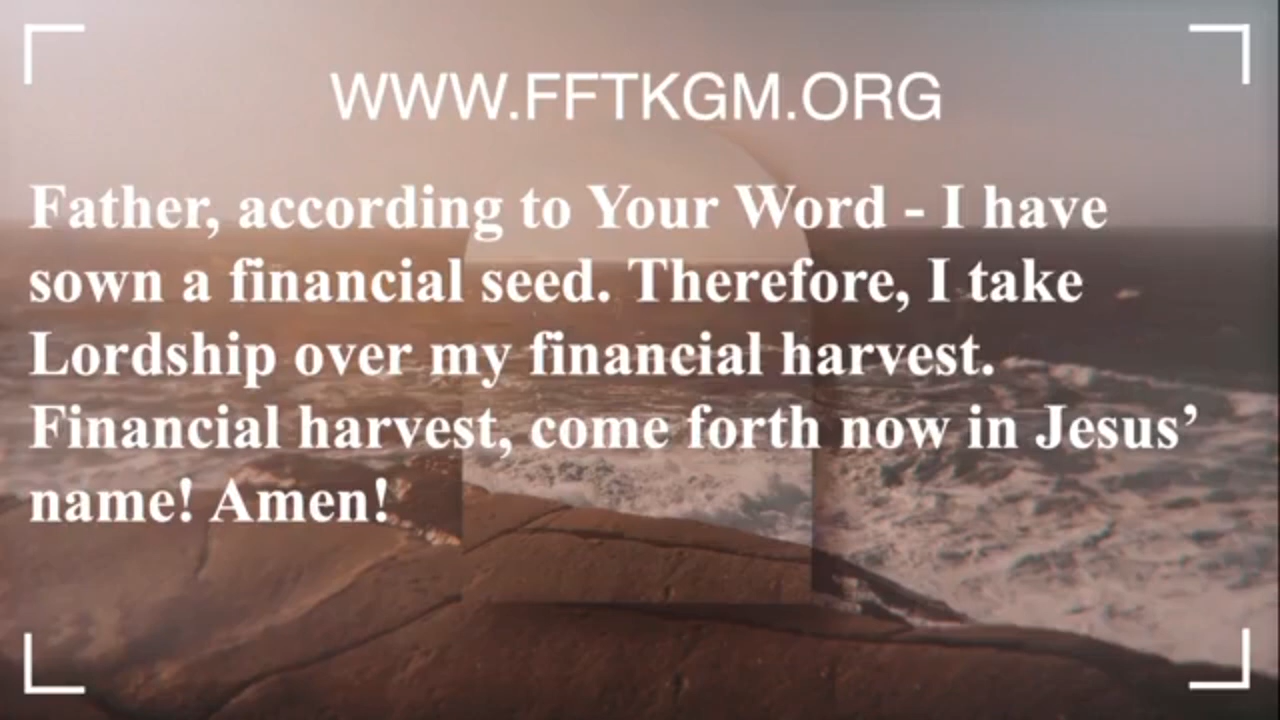 WWW.FFTKGM.ORG
Father, according to Your Word - I have
sown a financial seed. Therefore, I take
Lordship over my financial harvest.
Financial harvest, come forth now in Jesus’
name! Amen!